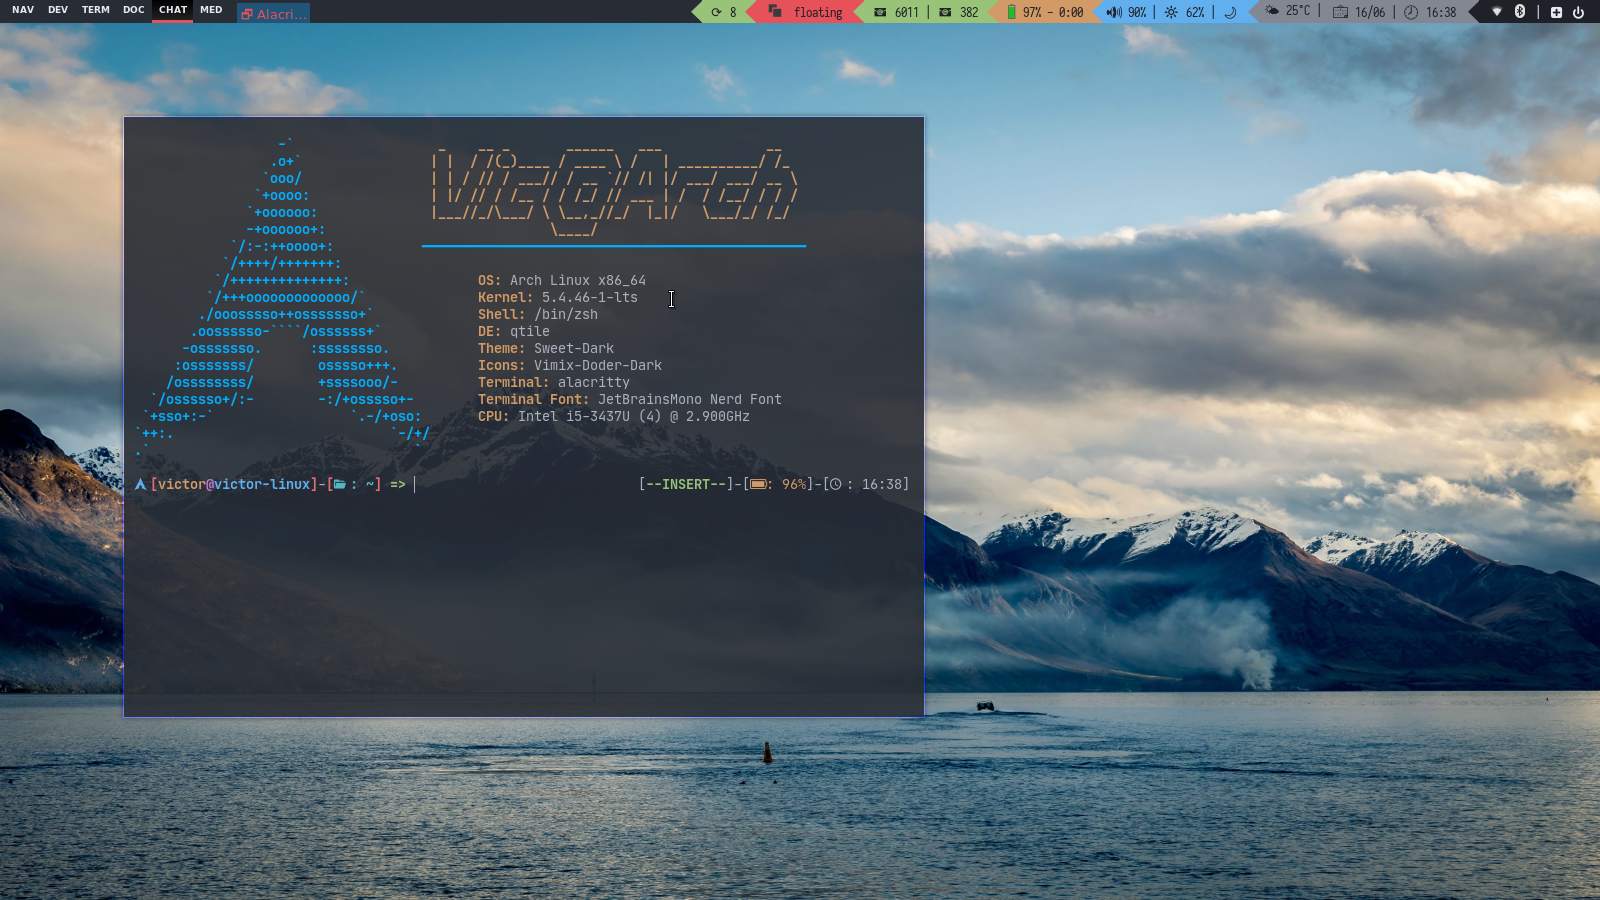 NAV DEV TERM DOC CHAT MED Alacri... 8 floating 6011 | 382 97% - 0:00 90% | 62% | 25°C | 16/06 | 16:38 |
Vic@Arch
OS: Arch Linux x86_64
Kernel: 5.4.46-1-lts
Shell: /bin/zsh
DE: qtile
Theme: Sweet-Dark
Icons: Vimix-Doder-Dark
Terminal: alacritty
Terminal Font: JetBrainsMono Nerd Font
CPU: Intel i5-3437U (4) @ 2.900GHz
[victor@victor-linux]-[ : ~] => [--INSERT--]-[ : 96%]-[ : 16:38]